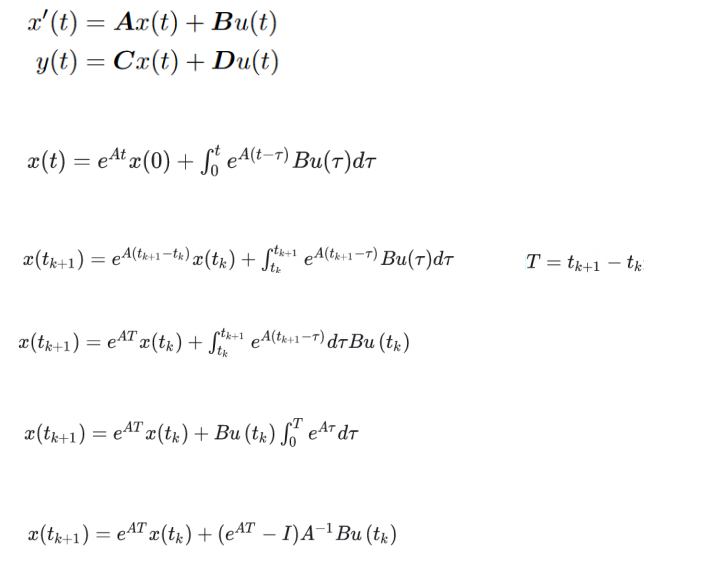 x′(t) = Ax(t) + Bu(t)
y(t) = Cx(t) + Du(t)
x(t) = e^{At}x(0) + ∫_0^t e^{A(t−τ)}Bu(τ)dτ
x(t_{k+1}) = e^{A(t_{k+1}−t_k)}x(t_k) + ∫_{t_k}^{t_{k+1}} e^{A(t_{k+1}−τ)}Bu(τ)dτ T = t_{k+1} − t_k
x(t_{k+1}) = e^{AT}x(t_k) + ∫_{t_k}^{t_{k+1}} e^{A(t_{k+1}−τ)}dτBu(t_k)
x(t_{k+1}) = e^{AT}x(t_k) + Bu(t_k) ∫_0^T e^{Aτ}dτ
x(t_{k+1}) = e^{AT}x(t_k) + (e^{AT} − I)A^{−1}Bu(t_k)